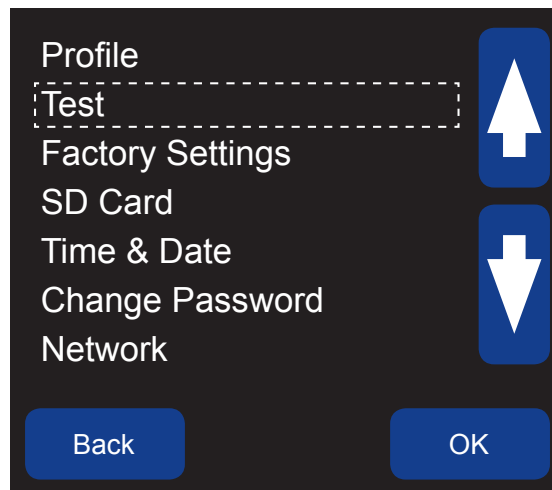 Profile
Test
Factory Settings
SD Card
Time & Date
Change Password
Network
Back
OK